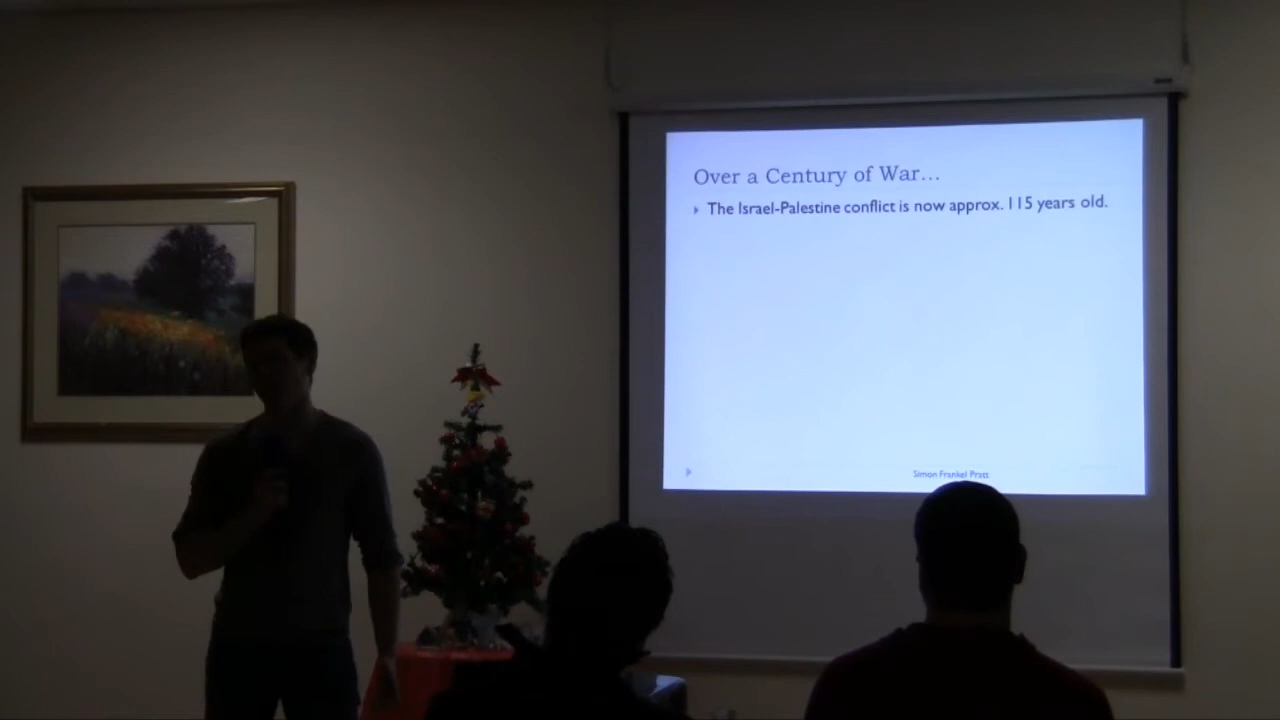 Over a Century of War...
The Israel-Palestine conflict is now approx. 115 years old.
Simon Frankel Pratt